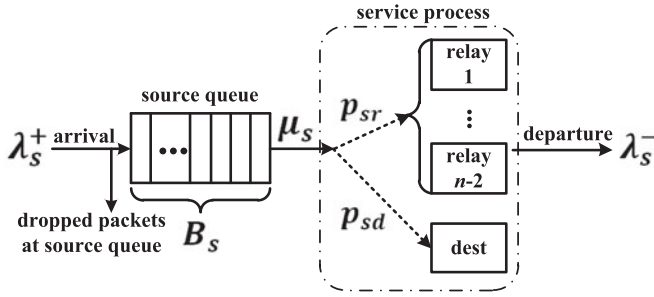 service process
relay
1
source queue
λ_s^+
arrival
...
μ_s
p_sr
...
departure
λ_s^-
relay
n-2
dropped packets
at source queue
B_s
p_sd
dest